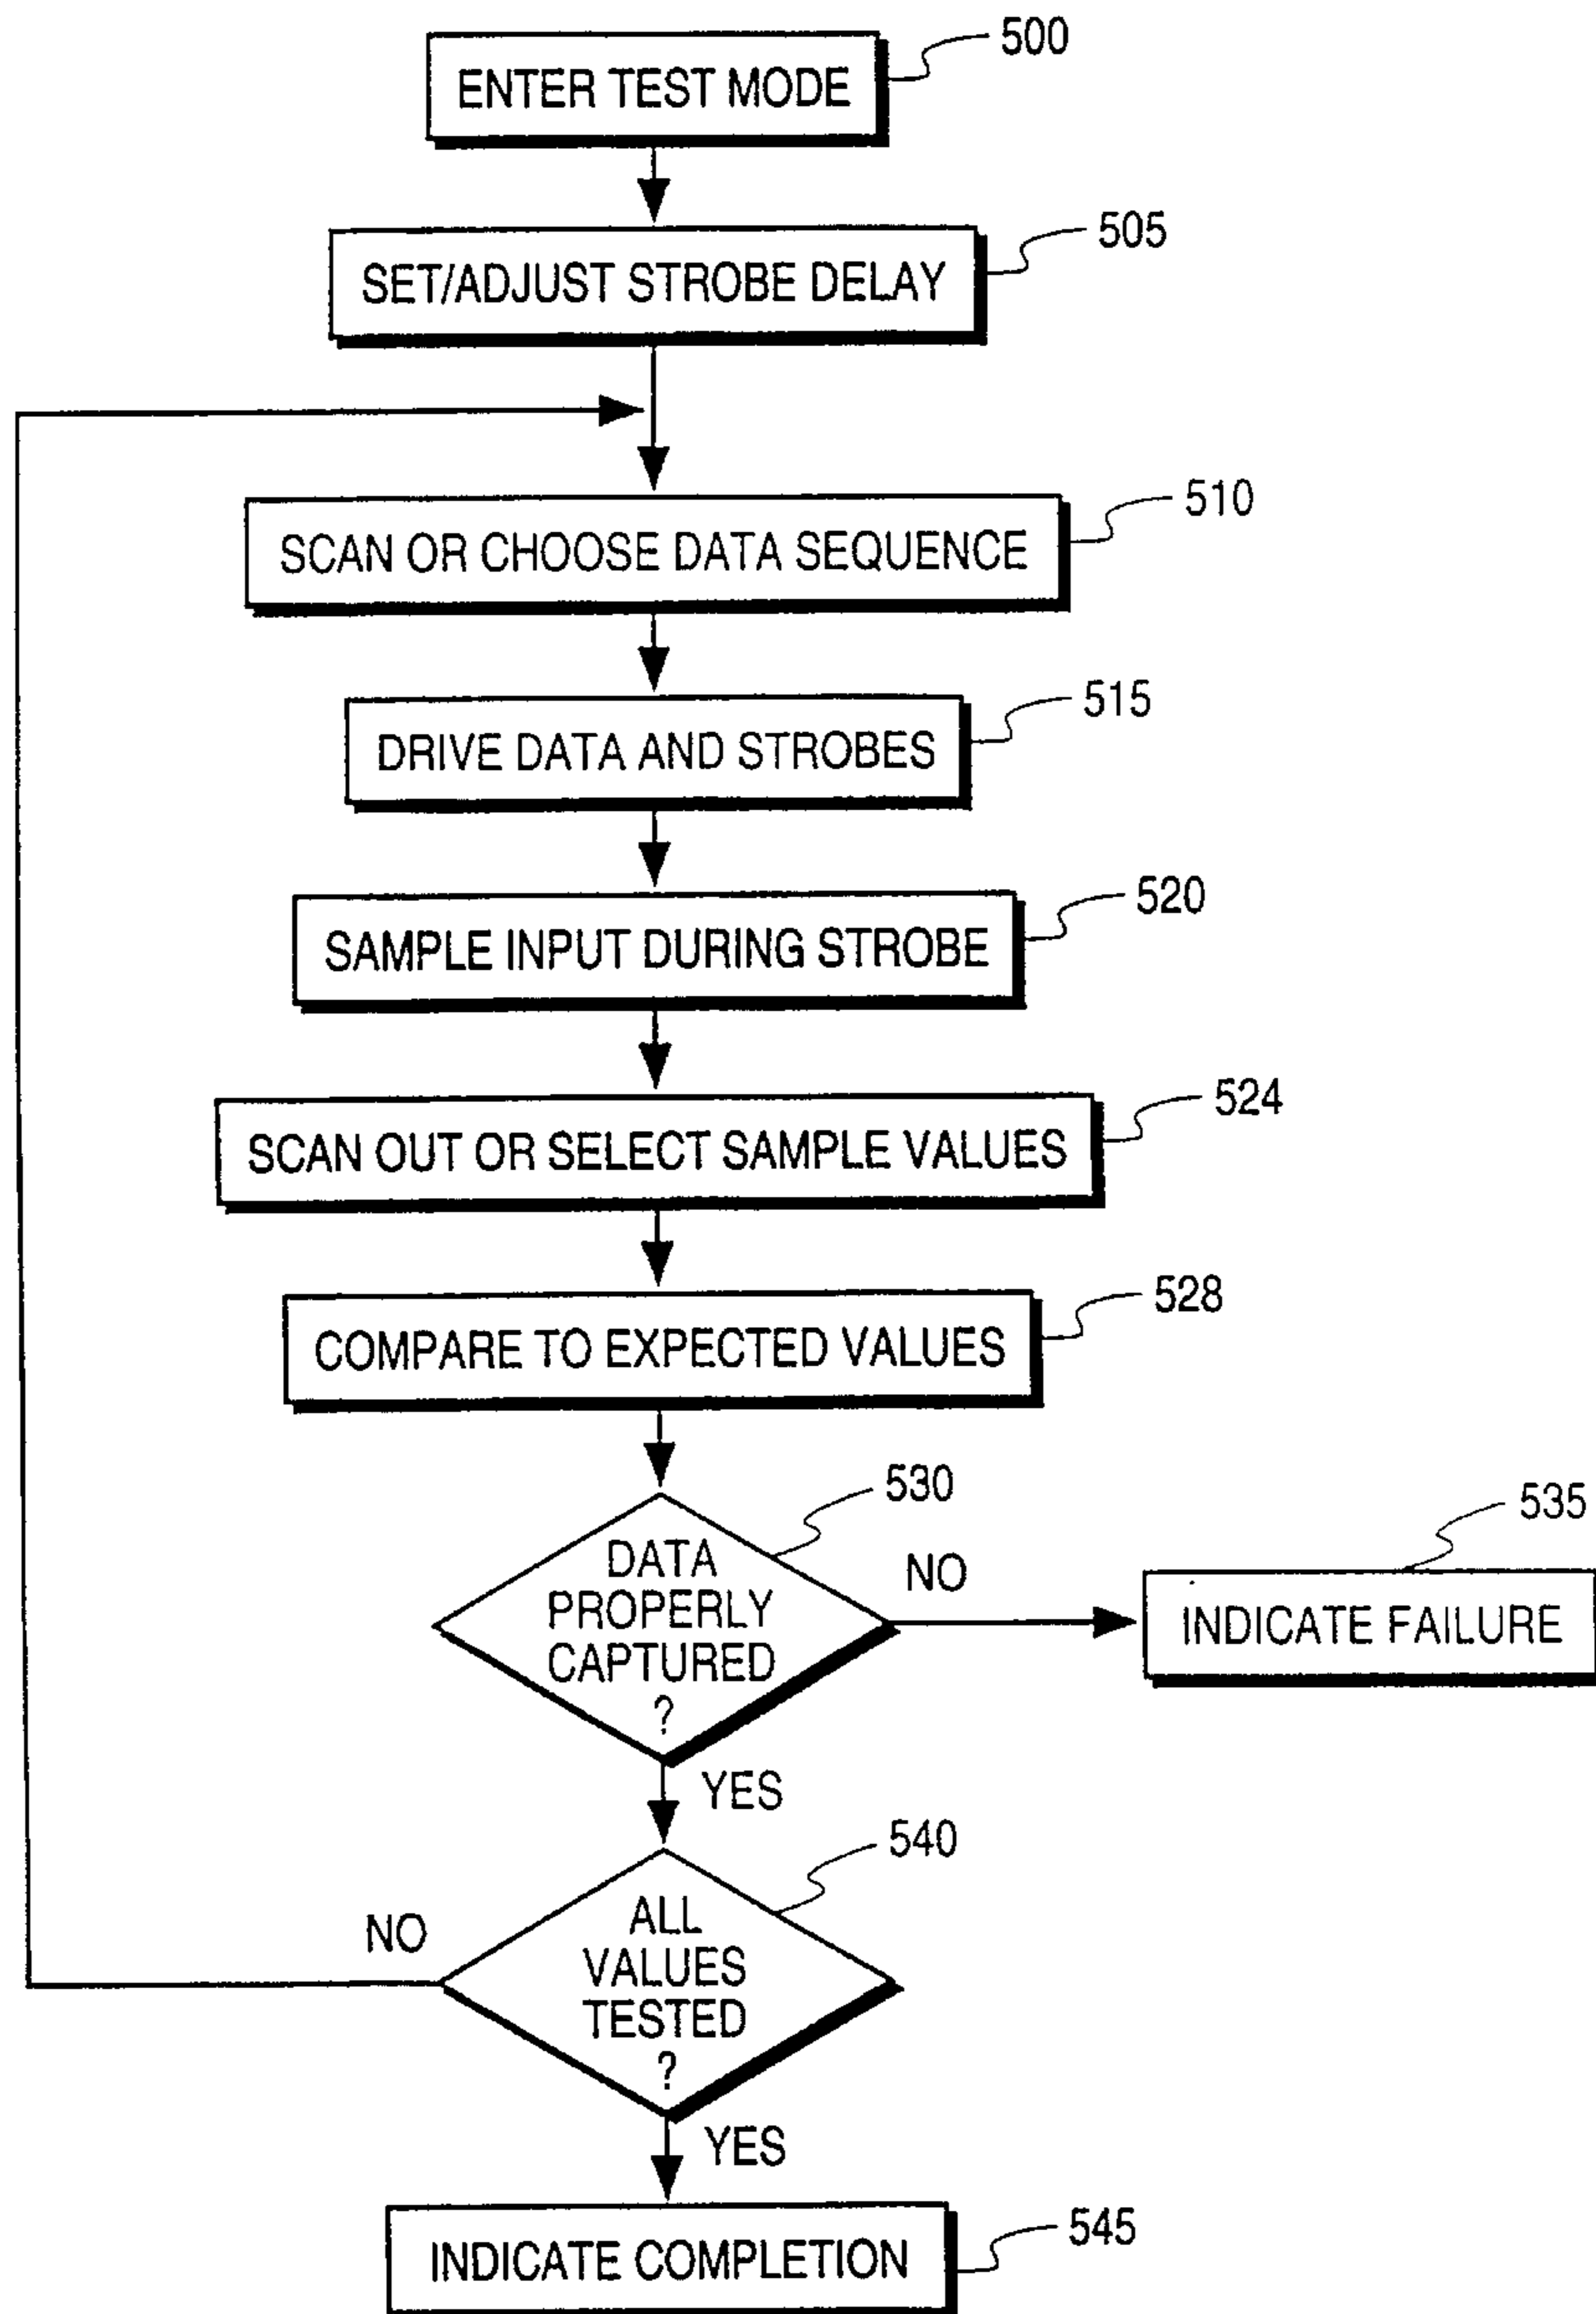 500
ENTER TEST MODE
505
SET/ADJUST STROBE DELAY
510
SCAN OR CHOOSE DATA SEQUENCE
515
DRIVE DATA AND STROBES
520
SAMPLE INPUT DURING STROBE
524
SCAN OUT OR SELECT SAMPLE VALUES
528
COMPARE TO EXPECTED VALUES
530
DATA
PROPERLY
CAPTURED
?
NO
535
INDICATE FAILURE
YES
540
ALL
VALUES
TESTED
?
NO
YES
545
INDICATE COMPLETION